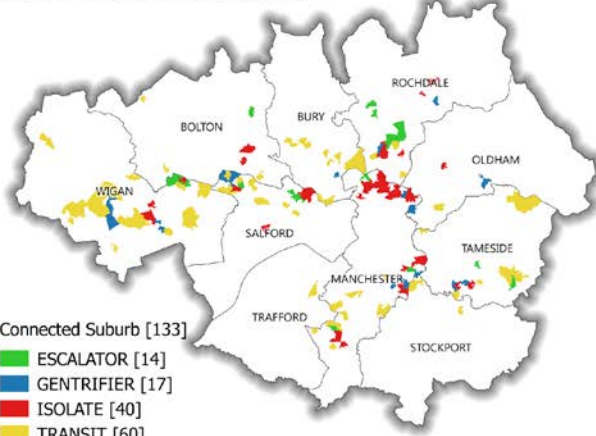 ROCHDALE
BOLTON
BURY
OLDHAM
WIGAN
SALFORD
TAMESIDE
MANCHESTER
TRAFFORD
STOCKPORT
Connected Suburb [133]
ESCALATOR [14]
GENTRIFIER [17]
ISOLATE [40]
TRANSIT [60]